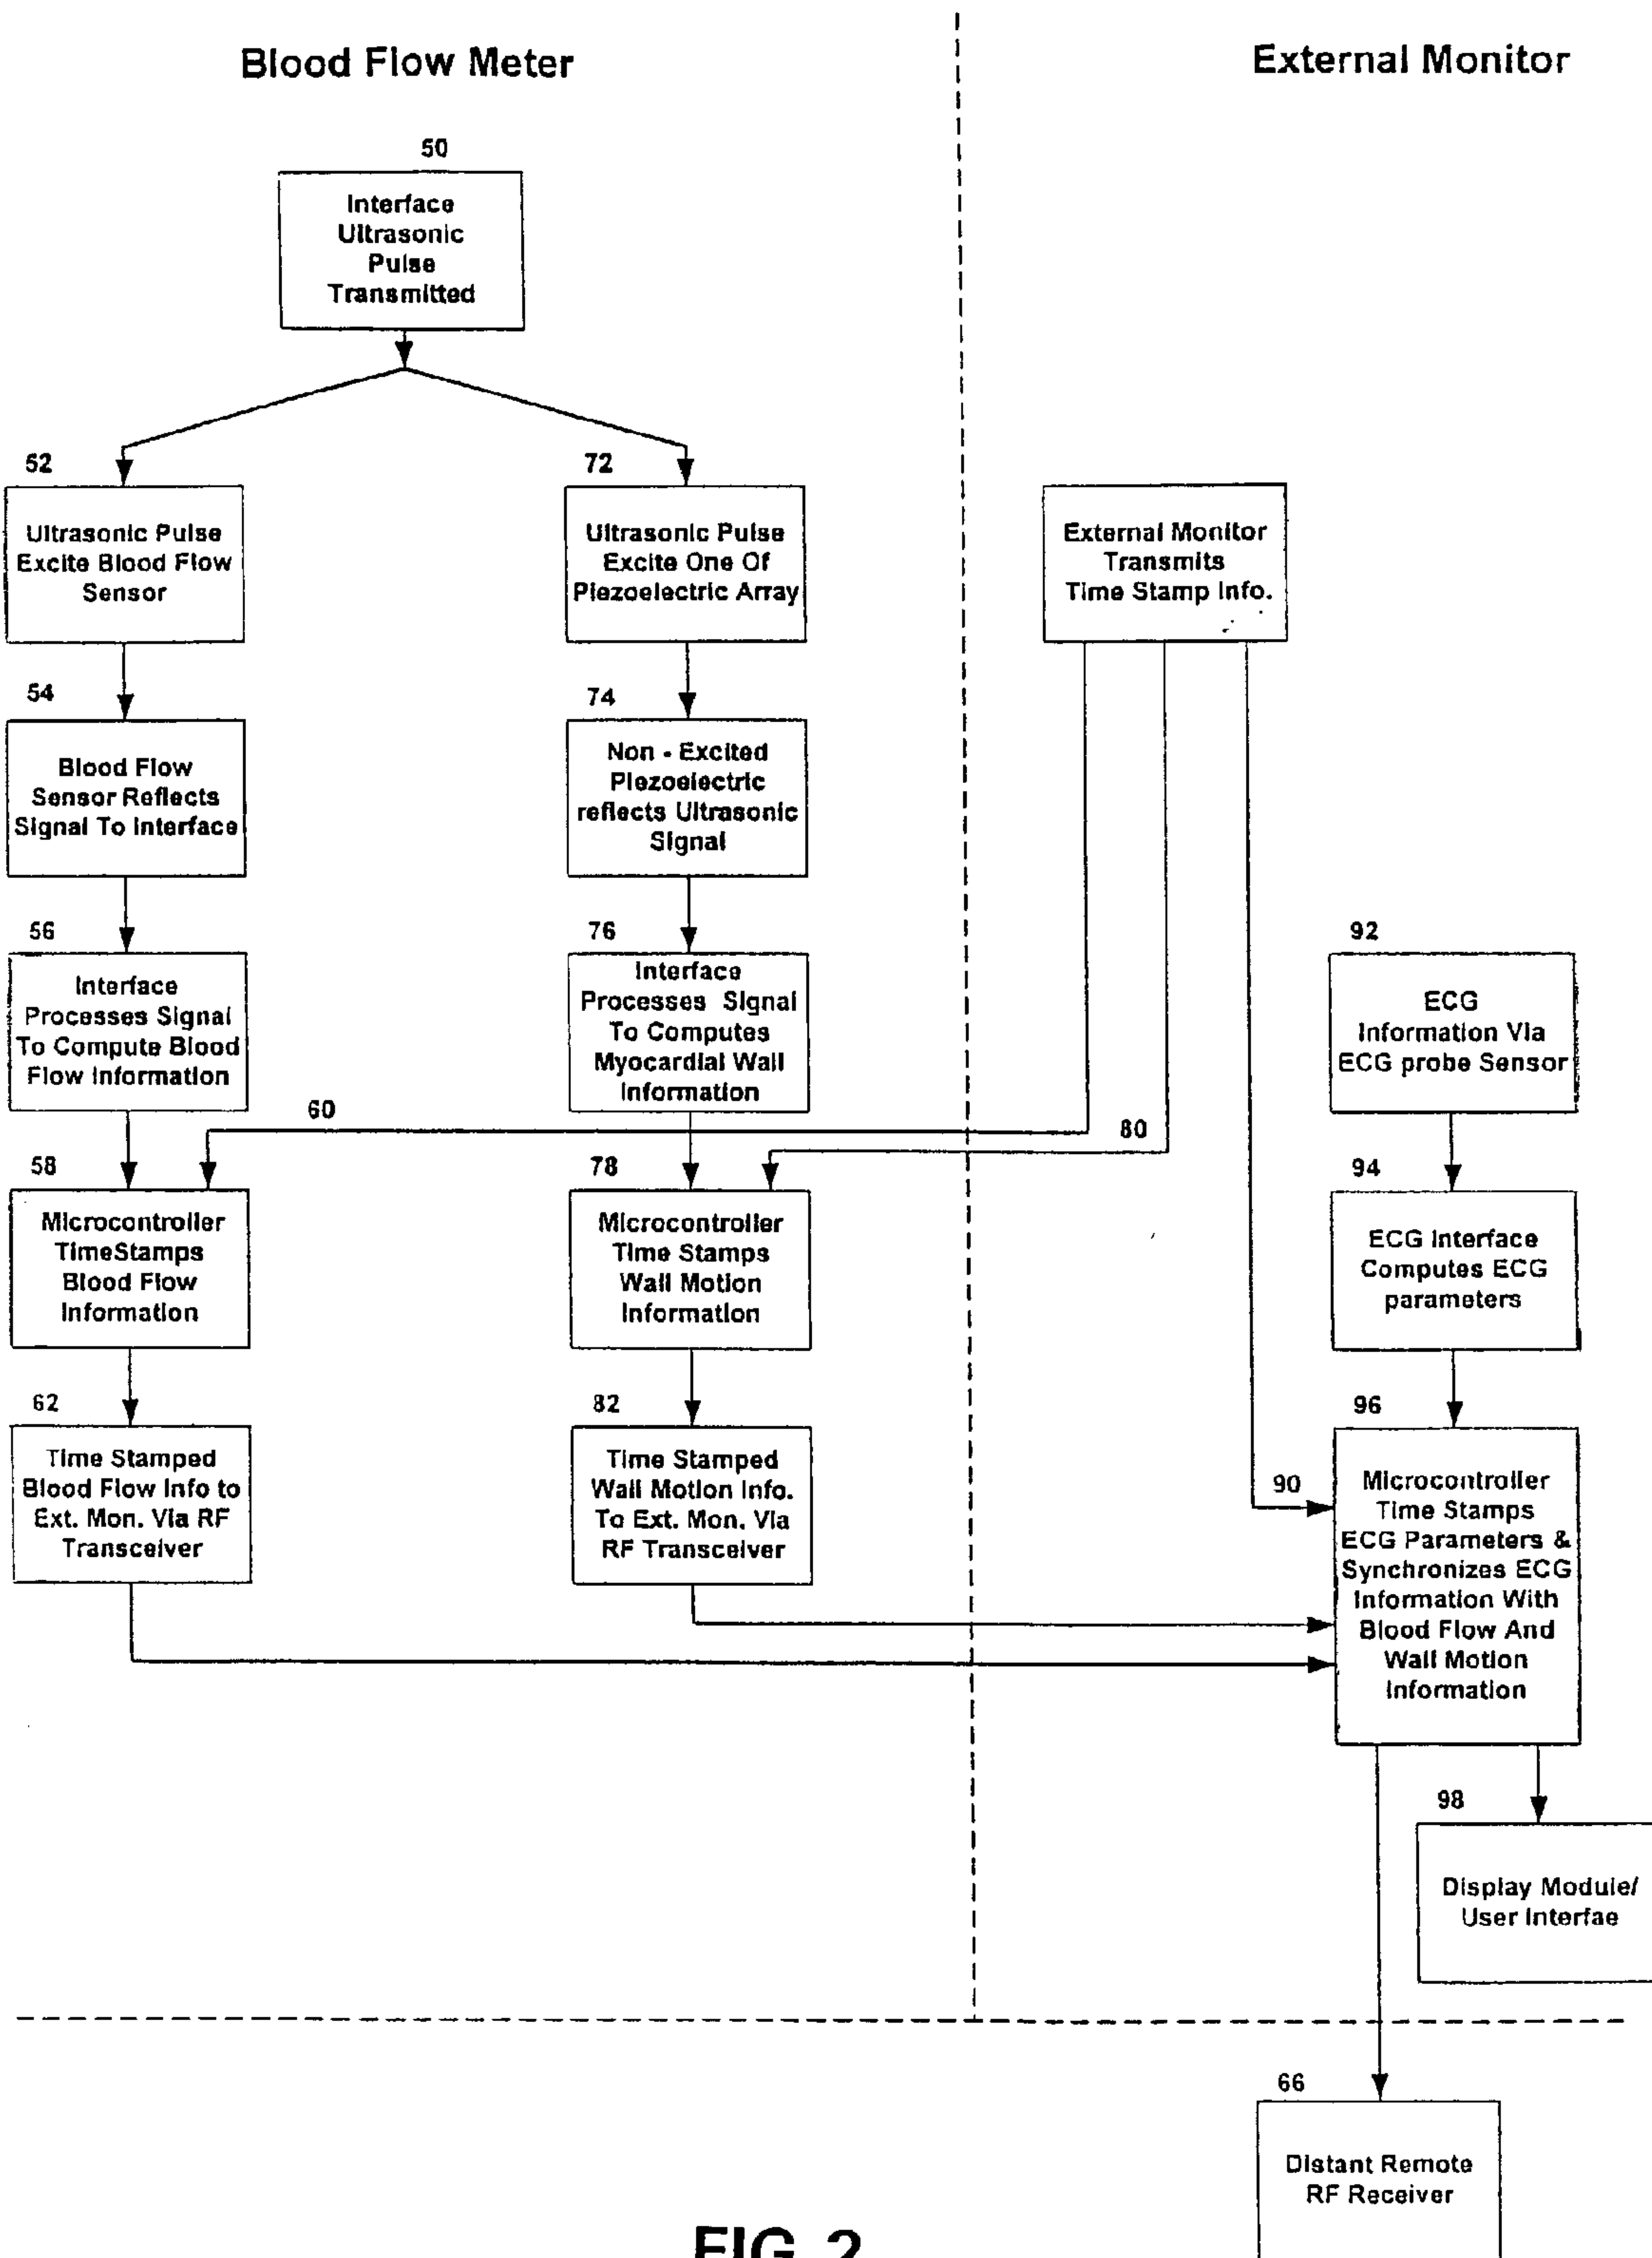 Blood Flow Meter
External Monitor
50
Interface
Ultrasonic
Pulse
Transmitted
52
Ultrasonic Pulse
Excite Blood Flow
Sensor
72
Ultrasonic Pulse
Excite One Of
Piezoelectric Array
External Monitor
Transmits
Time Stamp Info.
54
Blood Flow
Sensor Reflects
Signal To Interface
74
Non - Excited
Piezoelectric
reflects Ultrasonic
Signal
56
Interface
Processes Signal
To Compute Blood
Flow Information
76
Interface
Processes Signal
To Computes
Myocardial Wall
Information
92
ECG
Information Via
ECG probe Sensor
60
80
58
Microcontroller
TimeStamps
Blood Flow
Information
78
Microcontroller
Time Stamps
Wall Motion
Information
94
ECG Interface
Computes ECG
parameters
62
Time Stamped
Blood Flow Info to
Ext. Mon. Via RF
Transceiver
82
Time Stamped
Wall Motion Info.
To Ext. Mon. Via
RF Transceiver
90
96
Microcontroller
Time Stamps
ECG Parameters &
Synchronizes ECG
Information With
Blood Flow And
Wall Motion
Information
98
Display Module/
User Interfae
66
Distant Remote
RF Receiver
FIG. 2